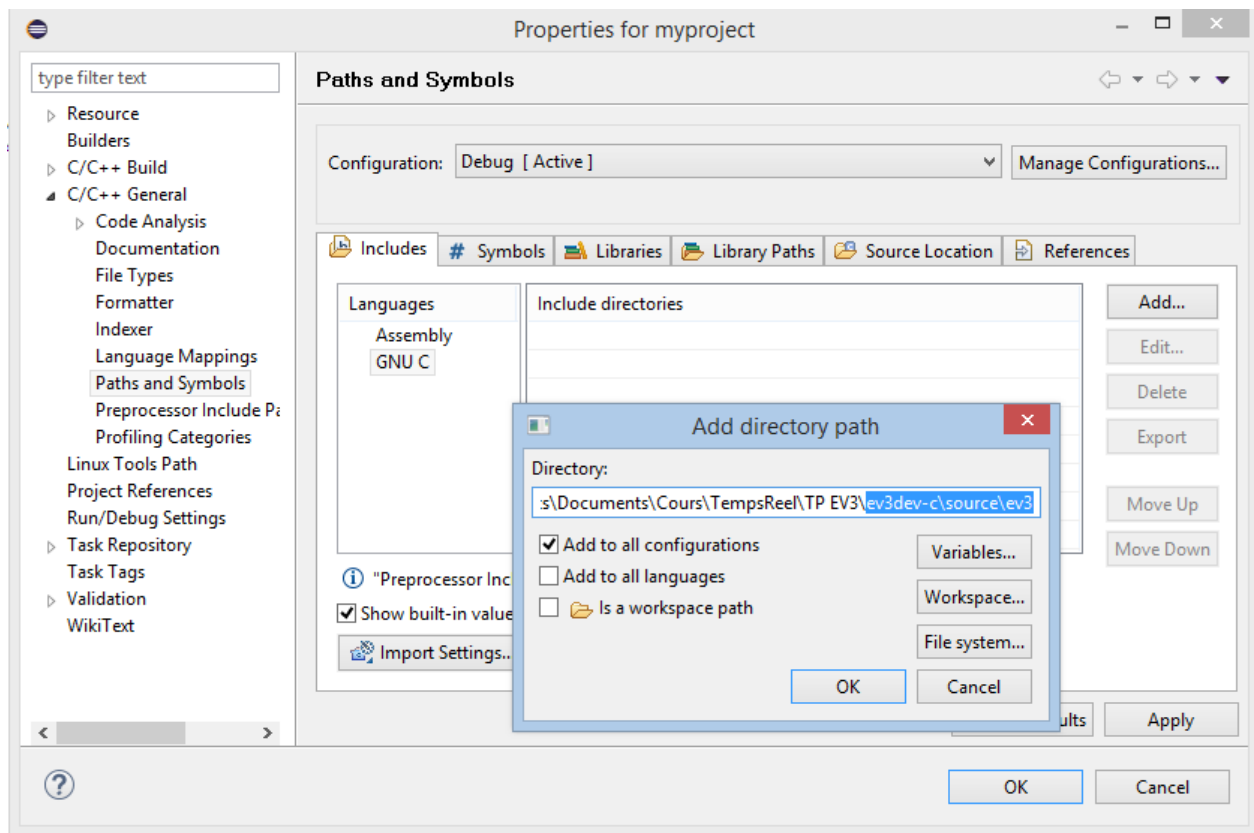 Properties for myproject
type filter text
Resource
Builders
C/C++ Build
C/C++ General
Code Analysis
Documentation
File Types
Formatter
Indexer
Language Mappings
Paths and Symbols
Preprocessor Include Pa
Profiling Categories
Linux Tools Path
Project References
Run/Debug Settings
Task Repository
Task Tags
Validation
WikiText
Paths and Symbols
Configuration: Debug [ Active ] Manage Configurations...
Includes # Symbols Libraries Library Paths Source Location References
Languages
Assembly
GNU C
Include directories
Add...
Edit...
Delete
Export
Move Up
Move Down
"Preprocessor Inc
Show built-in value
Import Settings..
Add directory path
Directory:
:s\Documents\Cours\TempsReel\TP EV3\ev3dev-c\source\ev3
Add to all configurations
Add to all languages
Is a workspace path
Variables...
Workspace...
File system...
OK Cancel
ults Apply
? OK Cancel